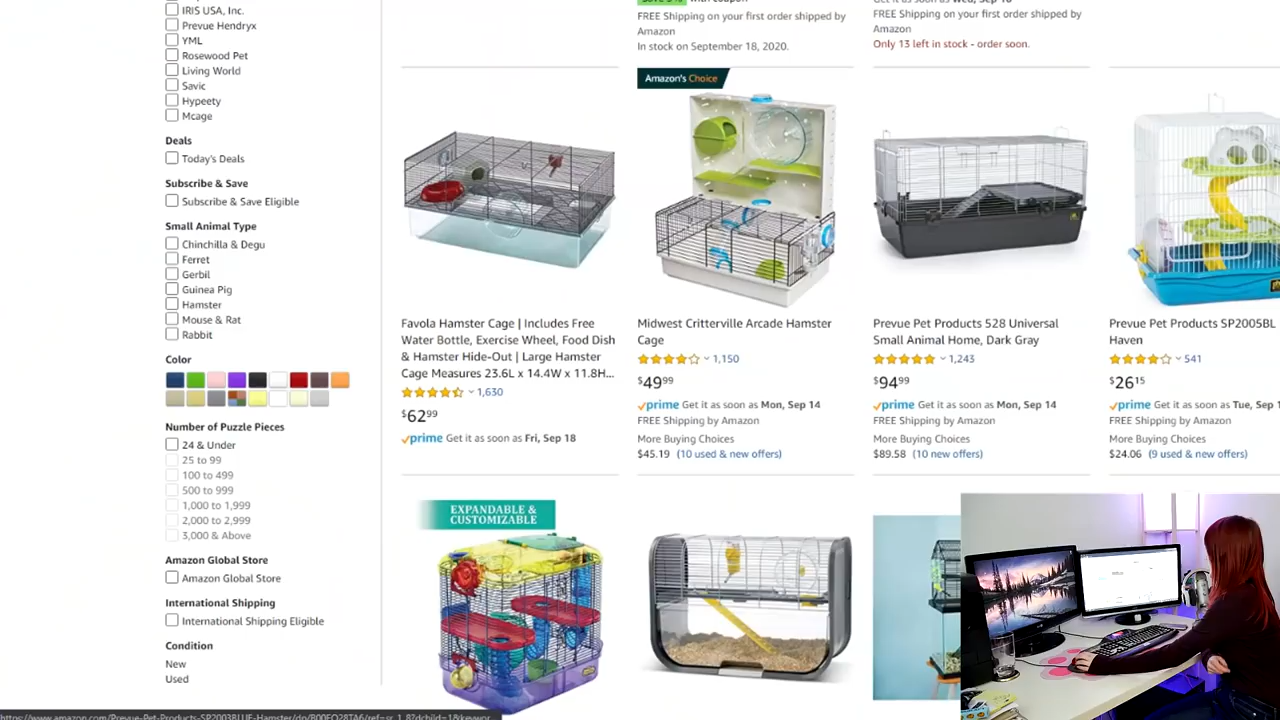 IRIS USA, Inc.
Prevue Hendryx
YML
Rosewood Pet
Living World
Savic
Hypeety
Mcage
Deals
Today's Deals
Subscribe & Save
Subscribe & Save Eligible
Small Animal Type
Chinchilla & Degu
Ferret
Gerbil
Guinea Pig
Hamster
Mouse & Rat
Rabbit
Color
Number of Puzzle Pieces
24 & Under
25 to 99
100 to 499
500 to 999
1,000 to 1,999
2,000 to 2,999
3,000 & Above
Amazon Global Store
Amazon Global Store
International Shipping
International Shipping Eligible
Condition
New
Used
with coupon
FREE Shipping on your first order shipped by
Amazon
In stock on September 18, 2020.
FREE Shipping on your first order shipped by
Amazon
Only 13 left in stock - order soon.
Favola Hamster Cage | Includes Free
Water Bottle, Exercise Wheel, Food Dish
& Hamster Hide-Out | Large Hamster
Cage Measures 23.6L x 14.4W x 11.8H...
1,630
$62.99
prime Get it as soon as Fri, Sep 18
Amazon's Choice
Midwest Critterville Arcade Hamster
Cage
1,150
$49.99
prime Get it as soon as Mon, Sep 14
FREE Shipping by Amazon
More Buying Choices
$45.19 (10 used & new offers)
Prevue Pet Products 528 Universal
Small Animal Home, Dark Gray
1,243
$94.99
prime Get it as soon as Mon, Sep 14
FREE Shipping by Amazon
More Buying Choices
$89.58 (10 new offers)
Prevue Pet Products SP2005BL
Haven
541
$26.15
prime Get it as soon as Tue, Sep 1
FREE Shipping by Amazon
More Buying Choices
$24.06 (9 used & new offers)
EXPANDABLE &
CUSTOMIZABLE